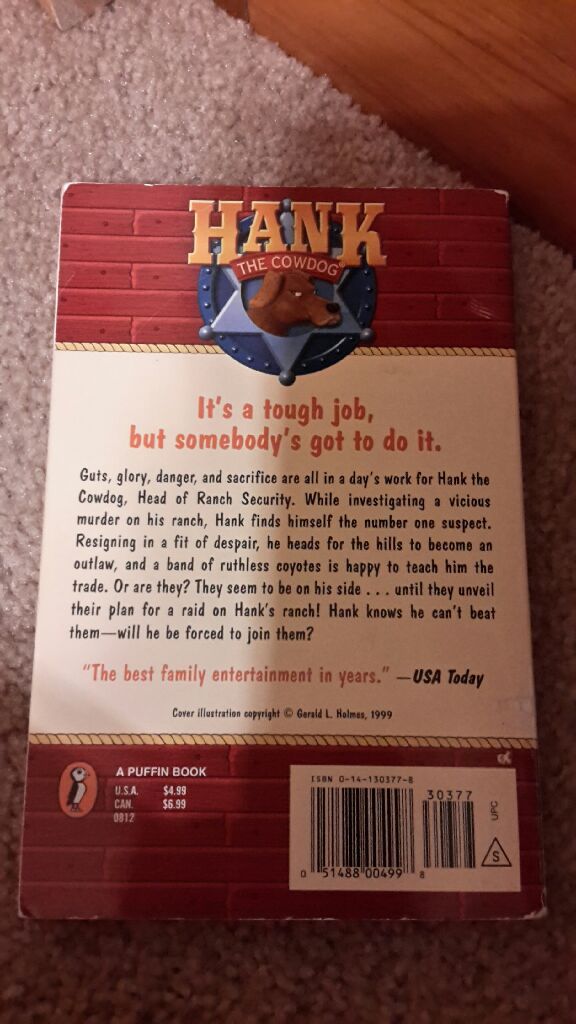 HANK
THE COWDOG®
It's a tough job,
but somebody's got to do it.
Guts, glory, danger, and sacrifice are all in a day's work for Hank the
Cowdog, Head of Ranch Security. While investigating a vicious
murder on his ranch, Hank finds himself the number one suspect.
Resigning in a fit of despair, he heads for the hills to become an
outlaw, and a band of ruthless coyotes is happy to teach him the
trade. Or are they? They seem to be on his side . . . until they unveil
their plan for a raid on Hank's ranch! Hank knows he can't beat
them—will he be forced to join them?
"The best family entertainment in years." —USA Today
Cover illustration copyright © Gerald L. Holmes, 1999
A PUFFIN BOOK
U.S.A. $4.99
CAN. $6.99
0812
ISBN 0-14-130377-8
30377
UPC
S
0 51488 00499 8